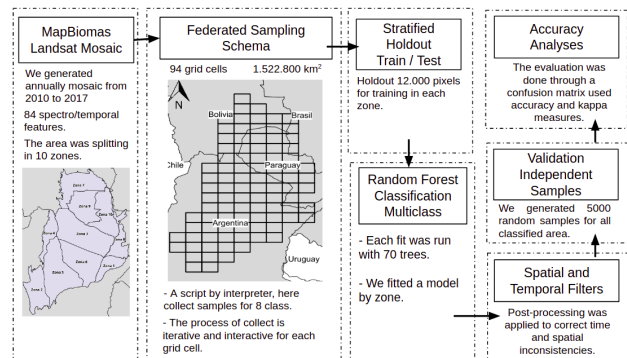 MapBiomas
Landsat Mosaic
We generated
annually mosaic from
2010 to 2017
84 spectro/temporal
features.
The area was splitting
in 10 zones.
Federated Sampling
Schema
94 grid cells 1.522.800 km²
N
Bolivia
Brasil
Chile
Paraguay
Argentina
Uruguay
- A script by interpreter, here
collect samples for 8 class.
- The process of collect is
iterative and interactive for each
grid cell.
Stratified
Holdout
Train / Test
Holdout 12.000 pixels
for training in each
zone.
Random Forest
Classification
Multiclass
- Each fit was run
with 70 trees.
- We fitted a model
by zone.
Spatial and
Temporal Filters
Post-processing was
applied to correct time
and spatial
inconsistencies.
Validation
Independent
Samples
We generated 5000
random samples for all
classified area.
Accuracy
Analyses
The evaluation was
done through a
confusion matrix used
accuracy and kappa
measures.